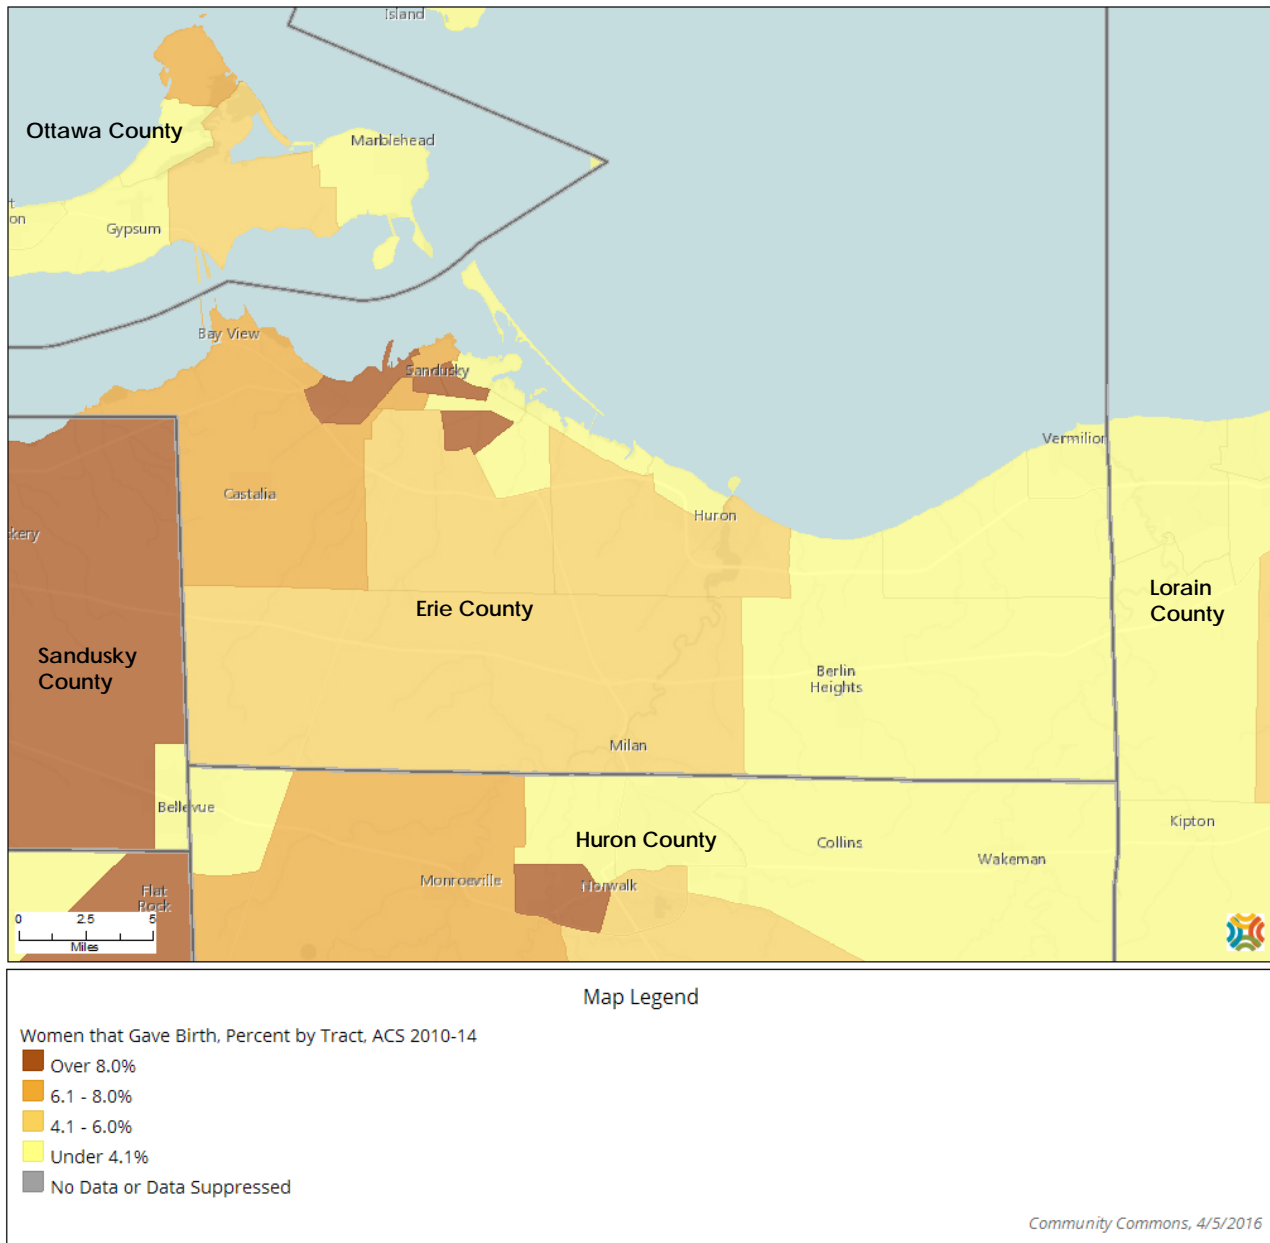 Island
Ottawa County
Marblehead
t
on
Gypsum
Bay View
Sandusky
Vermilion
Castalia
Huron
ckery
Erie County
Lorain
County
Sandusky
County
Berlin
Heights
Milan
Bellevue
Huron County
Collins
Kipton
Wakeman
Monroeville
Norwalk
Flat
Rock
0 2.5 5
Miles
Map Legend
Women that Gave Birth, Percent by Tract, ACS 2010-14
Over 8.0%
6.1 - 8.0%
4.1 - 6.0%
Under 4.1%
No Data or Data Suppressed
Community Commons, 4/5/2016